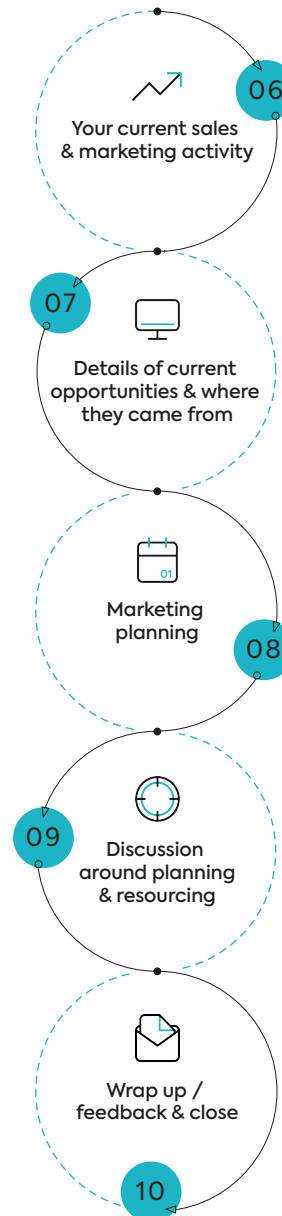 06
Your current sales
& marketing activity
07
Details of current
opportunities & where
they came from
01
Marketing
planning
08
09
Discussion
around planning
& resourcing
Wrap up /
feedback & close
10